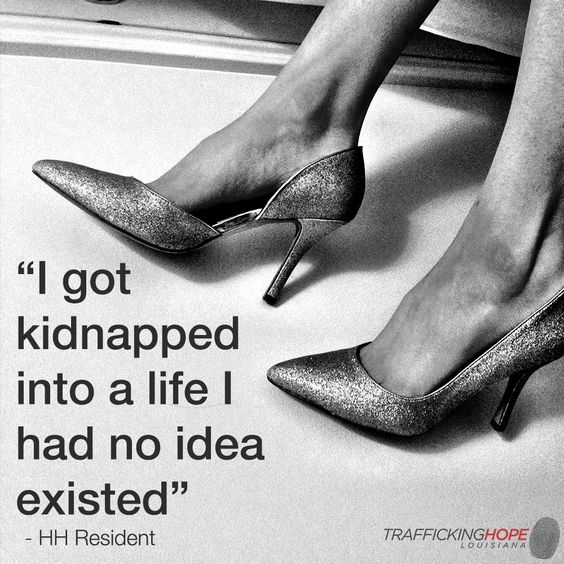 “I got
kidnapped
into a life I
had no idea
existed”
- HH Resident
TRAFFICKINGHOPE
LOUISIANA